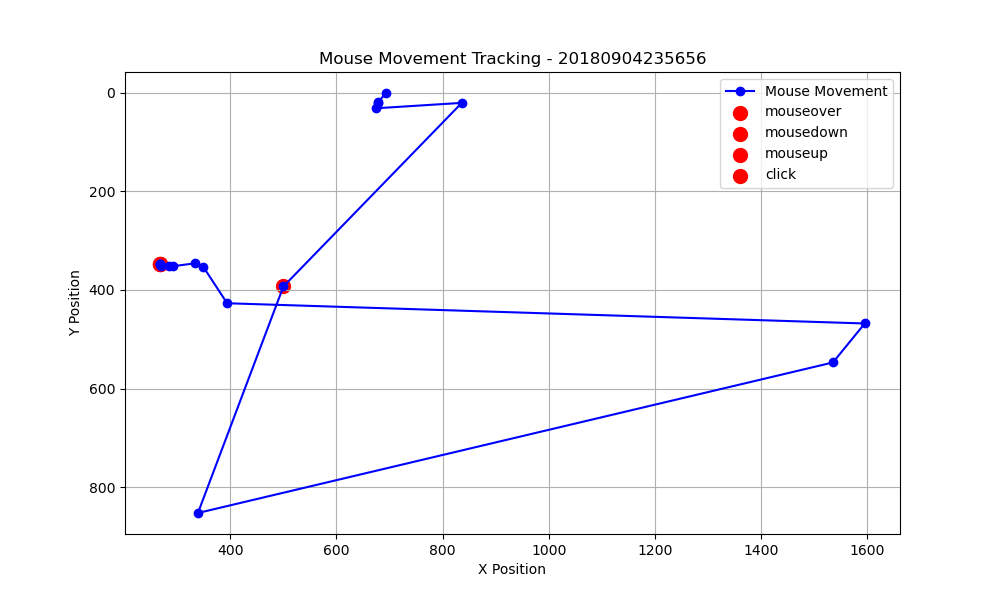 Mouse Movement Tracking - 20180904235656
Mouse Movement
mouseover
mousedown
mouseup
click
0
200
400
600
800
Y Position
400
600
800
1000
1200
1400
1600
X Position